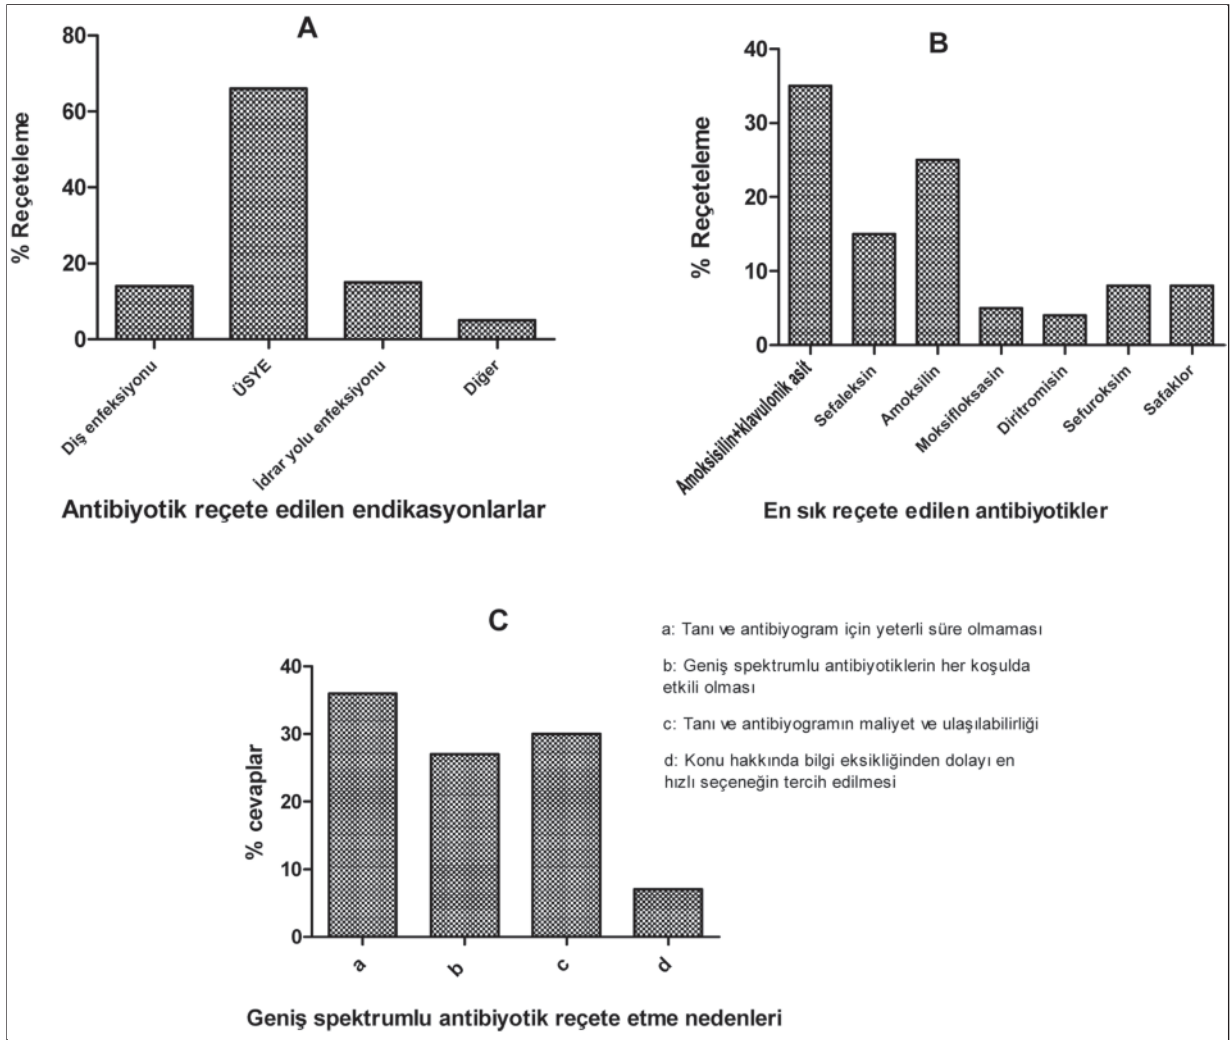 A
% Reçeteleme
80
60
40
20
0
Diş enfeksiyonu
ÜSYE
İdrar yolu enfeksiyonu
Diğer
Antibiyotik reçete edilen endikasyonlarlar
B
% Reçeteleme
40
30
20
10
0
Amoksisilin+klavulonik asit
Sefaleksin
Amoksilin
Moksifloksasin
Diritromisin
Sefuroksim
Safaklor
En sık reçete edilen antibiyotikler
C
% cevaplar
40
30
20
10
0
a
b
c
d
Geniş spektrumlu antibiyotik reçete etme nedenleri
a: Tanı ve antibiyogram için yeterli süre olmaması
b: Geniş spektrumlu antibiyotiklerin her koşulda
etkili olması
c: Tanı ve antibiyogramın maliyet ve ulaşılabilirliği
d: Konu hakkında bilgi eksikliğinden dolayı en
hızlı seçeneğin tercih edilmesi